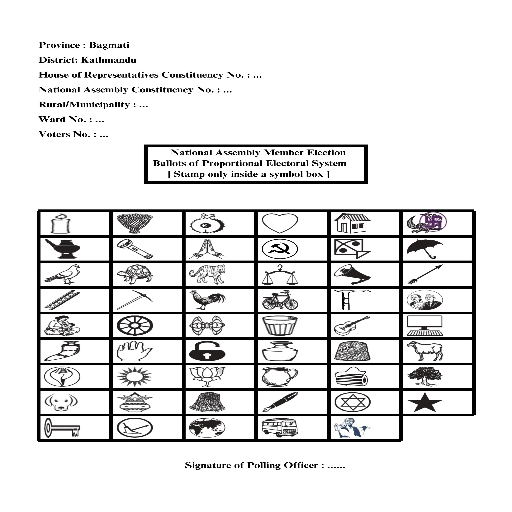 Province : Bagmati
District: Kathmandu
House of Representatives Constituency No. : ...
National Assembly Constituency No. : ...
Rural/Municipality : ...
Ward No. : ...
Voters No. : ...
National Assembly Member Election
Ballots of Proportional Electoral System
[ Stamp only inside a symbol box ]
Signature of Polling Officer : ......